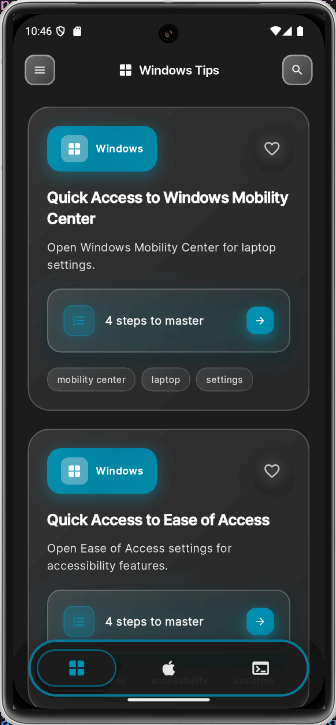 10:46
Windows Tips
Windows
Quick Access to Windows Mobility
Center
Open Windows Mobility Center for laptop
settings.
4 steps to master
mobility center
laptop
settings
Windows
Quick Access to Ease of Access
Open Ease of Access settings for
accessibility features.
4 steps to master
accessibility